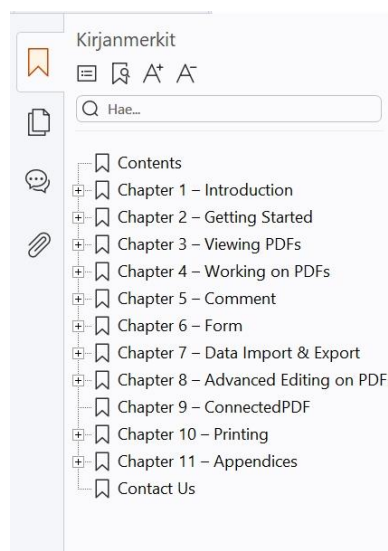 Kirjanmerkit
A+ A-
Hae...
Contents
Chapter 1 – Introduction
Chapter 2 – Getting Started
Chapter 3 – Viewing PDFs
Chapter 4 – Working on PDFs
Chapter 5 – Comment
Chapter 6 – Form
Chapter 7 – Data Import & Export
Chapter 8 – Advanced Editing on PDF
Chapter 9 – ConnectedPDF
Chapter 10 – Printing
Chapter 11 – Appendices
Contact Us